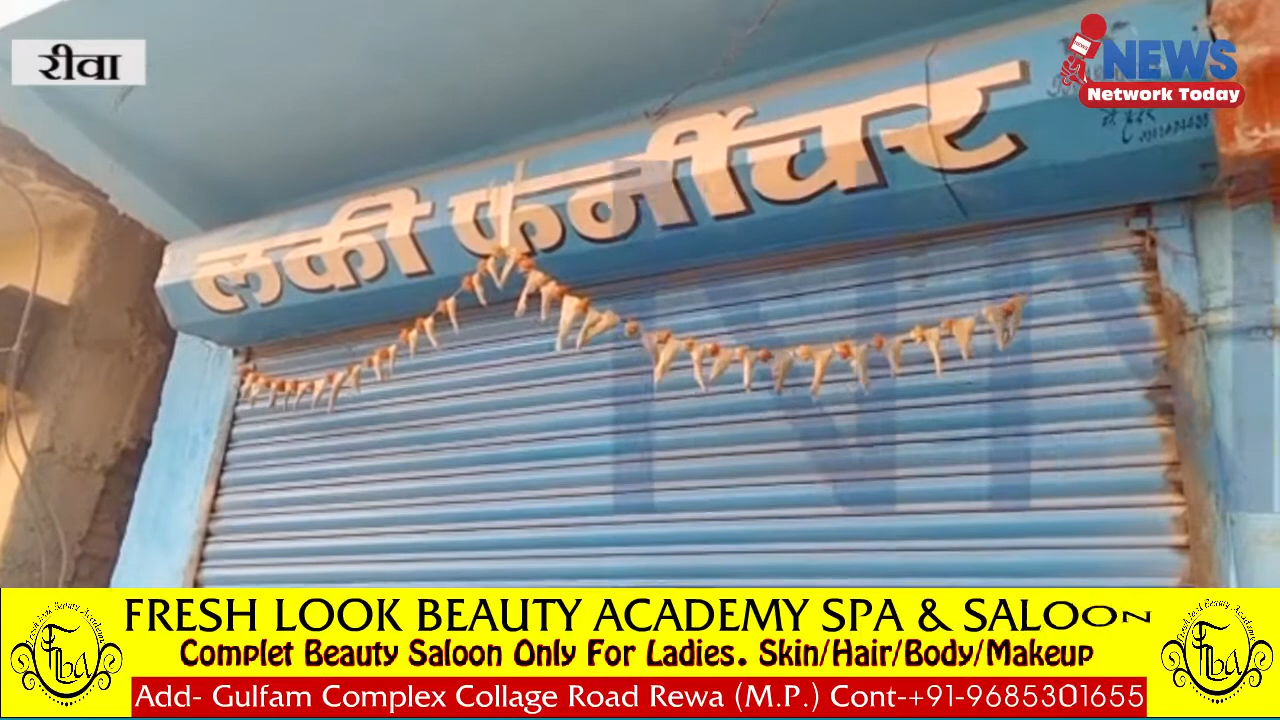 रीवा
NEWS
Network Today
लकी फर्नीचर
FRESH LOOK BEAUTY ACADEMY SPA & SALOON
Complet Beauty Saloon Only For Ladies. Skin/Hair/Body/Makeup
Add- Gulfam Complex Collage Road Rewa (M.P.) Cont-+91-9685301655